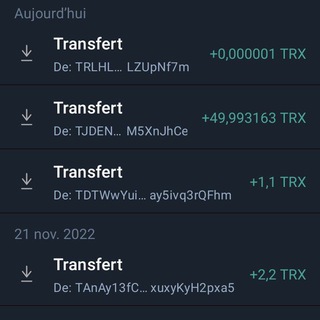 Aujourd'hui
Transfert
+0,000001 TRX
De: TRLHL... LZUpNf7m
Transfert
+49,993163 TRX
De: TJDEN... M5XnJhCe
Transfert
+1,1 TRX
De: TDTWwYui... ay5ivq3rQFhm
21 nov. 2022
Transfert
+2,2 TRX
De: TAnAy13fC... xuxyKyH2pxa5